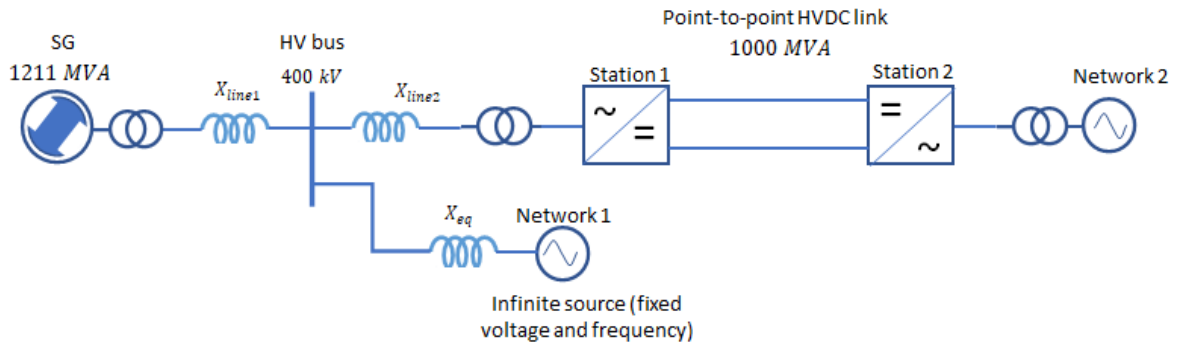 Point-to-point HVDC link
1000 MVA
SG
1211 MVA
HV bus
400 kV
X_line1
X_line2
Station 1
Station 2
Network 2
~
=
=
~
X_eq
Network 1
Infinite source (fixed
voltage and frequency)